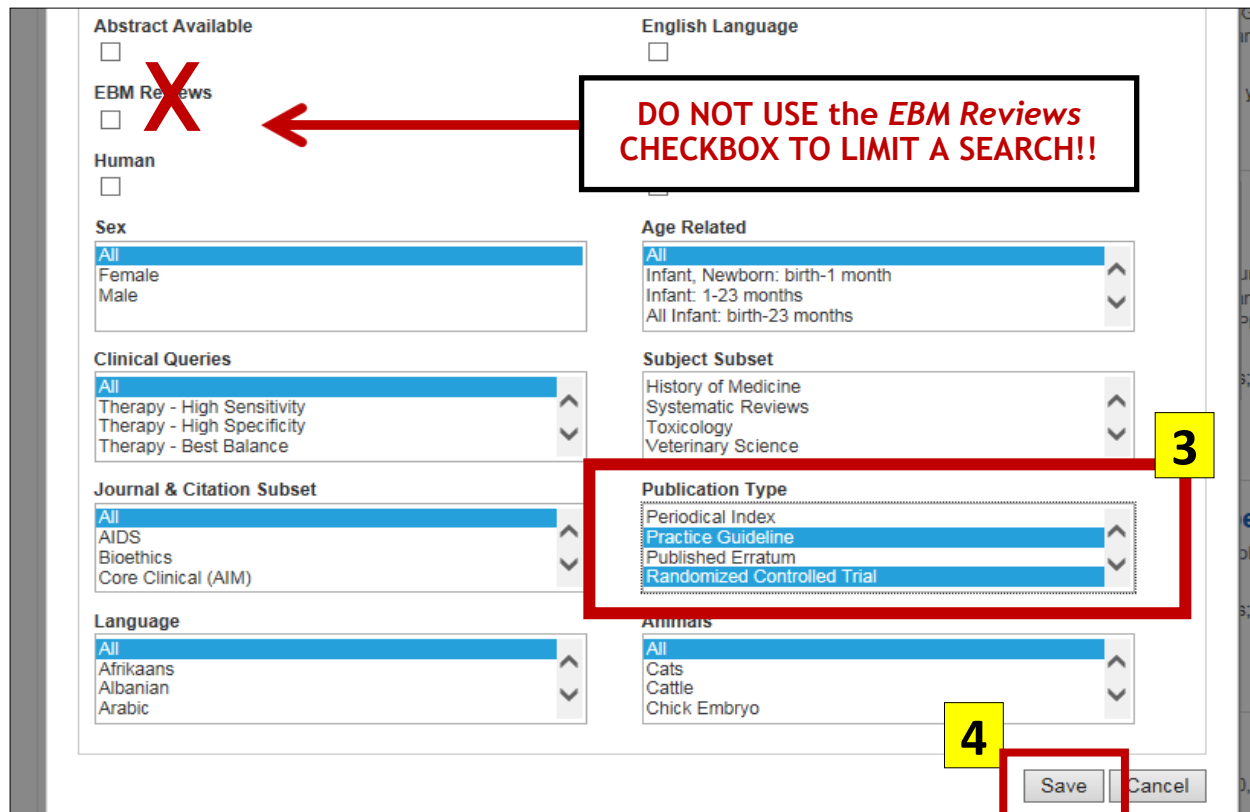 Abstract Available
English Language
EBM Reviews
X
DO NOT USE the EBM Reviews
CHECKBOX TO LIMIT A SEARCH!!
Human
Sex
All
Female
Male
Age Related
All
Infant, Newborn: birth-1 month
Infant: 1-23 months
All Infant: birth-23 months
Clinical Queries
All
Therapy - High Sensitivity
Therapy - High Specificity
Therapy - Best Balance
Subject Subset
History of Medicine
Systematic Reviews
Toxicology
Veterinary Science
3
Journal & Citation Subset
All
AIDS
Bioethics
Core Clinical (AIM)
Publication Type
Periodical Index
Practice Guideline
Published Erratum
Randomized Controlled Trial
Language
All
Afrikaans
Albanian
Arabic
Animals
All
Cats
Cattle
Chick Embryo
4
Save
Cancel